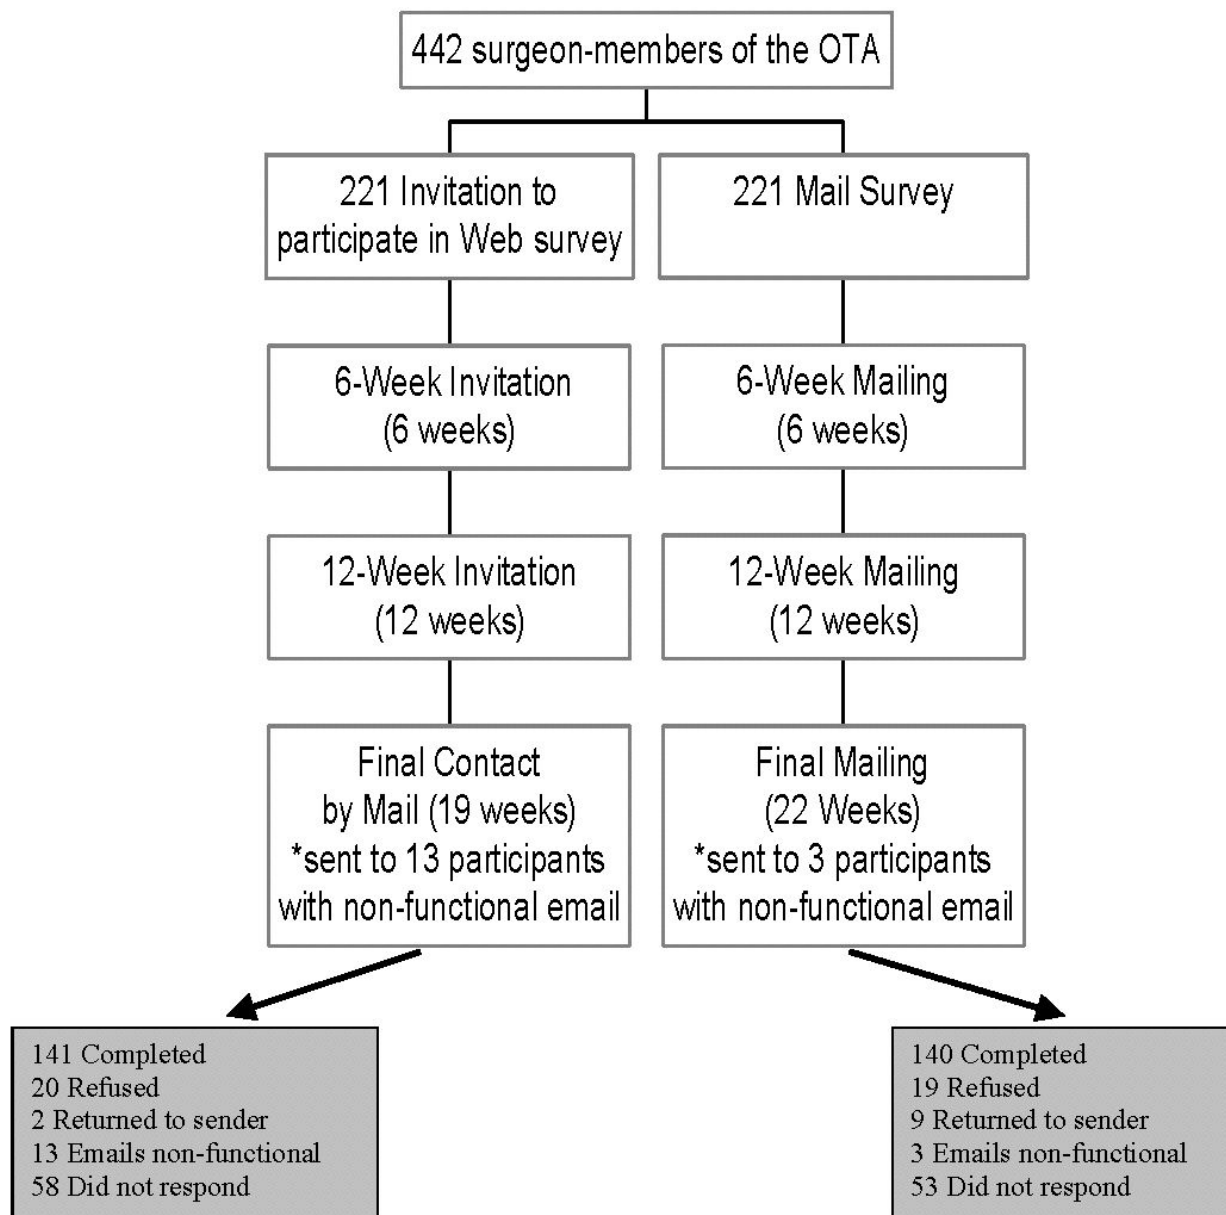 442 surgeon-members of the OTA
221 Invitation to
participate in Web survey
221 Mail Survey
6-Week Invitation
(6 weeks)
6-Week Mailing
(6 weeks)
12-Week Invitation
(12 weeks)
12-Week Mailing
(12 weeks)
Final Contact
by Mail (19 weeks)
*sent to 13 participants
with non-functional email
Final Mailing
(22 Weeks)
*sent to 3 participants
with non-functional email
141 Completed
20 Refused
2 Returned to sender
13 Emails non-functional
58 Did not respond
140 Completed
19 Refused
9 Returned to sender
3 Emails non-functional
53 Did not respond